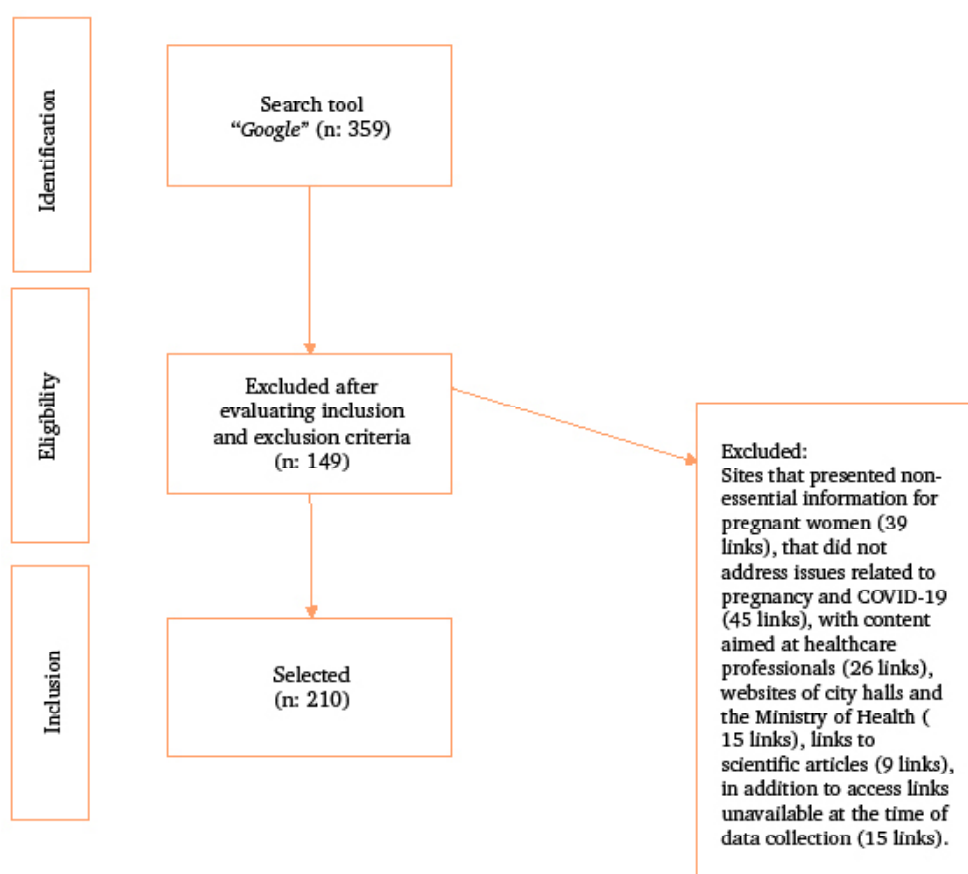 Identification
Search tool
“Google” (n: 359)
Eligibility
Excluded after
evaluating inclusion
and exclusion criteria
(n: 149)
Excluded:
Sites that presented non-
essential information for
pregnant women (39
links), that did not
address issues related to
pregnancy and COVID-19
(45 links), with content
aimed at healthcare
professionals (26 links),
websites of city halls and
the Ministry of Health (
15 links), links to
scientific articles (9 links),
in addition to access links
unavailable at the time of
data collection (15 links).
Inclusion
Selected
(n: 210)